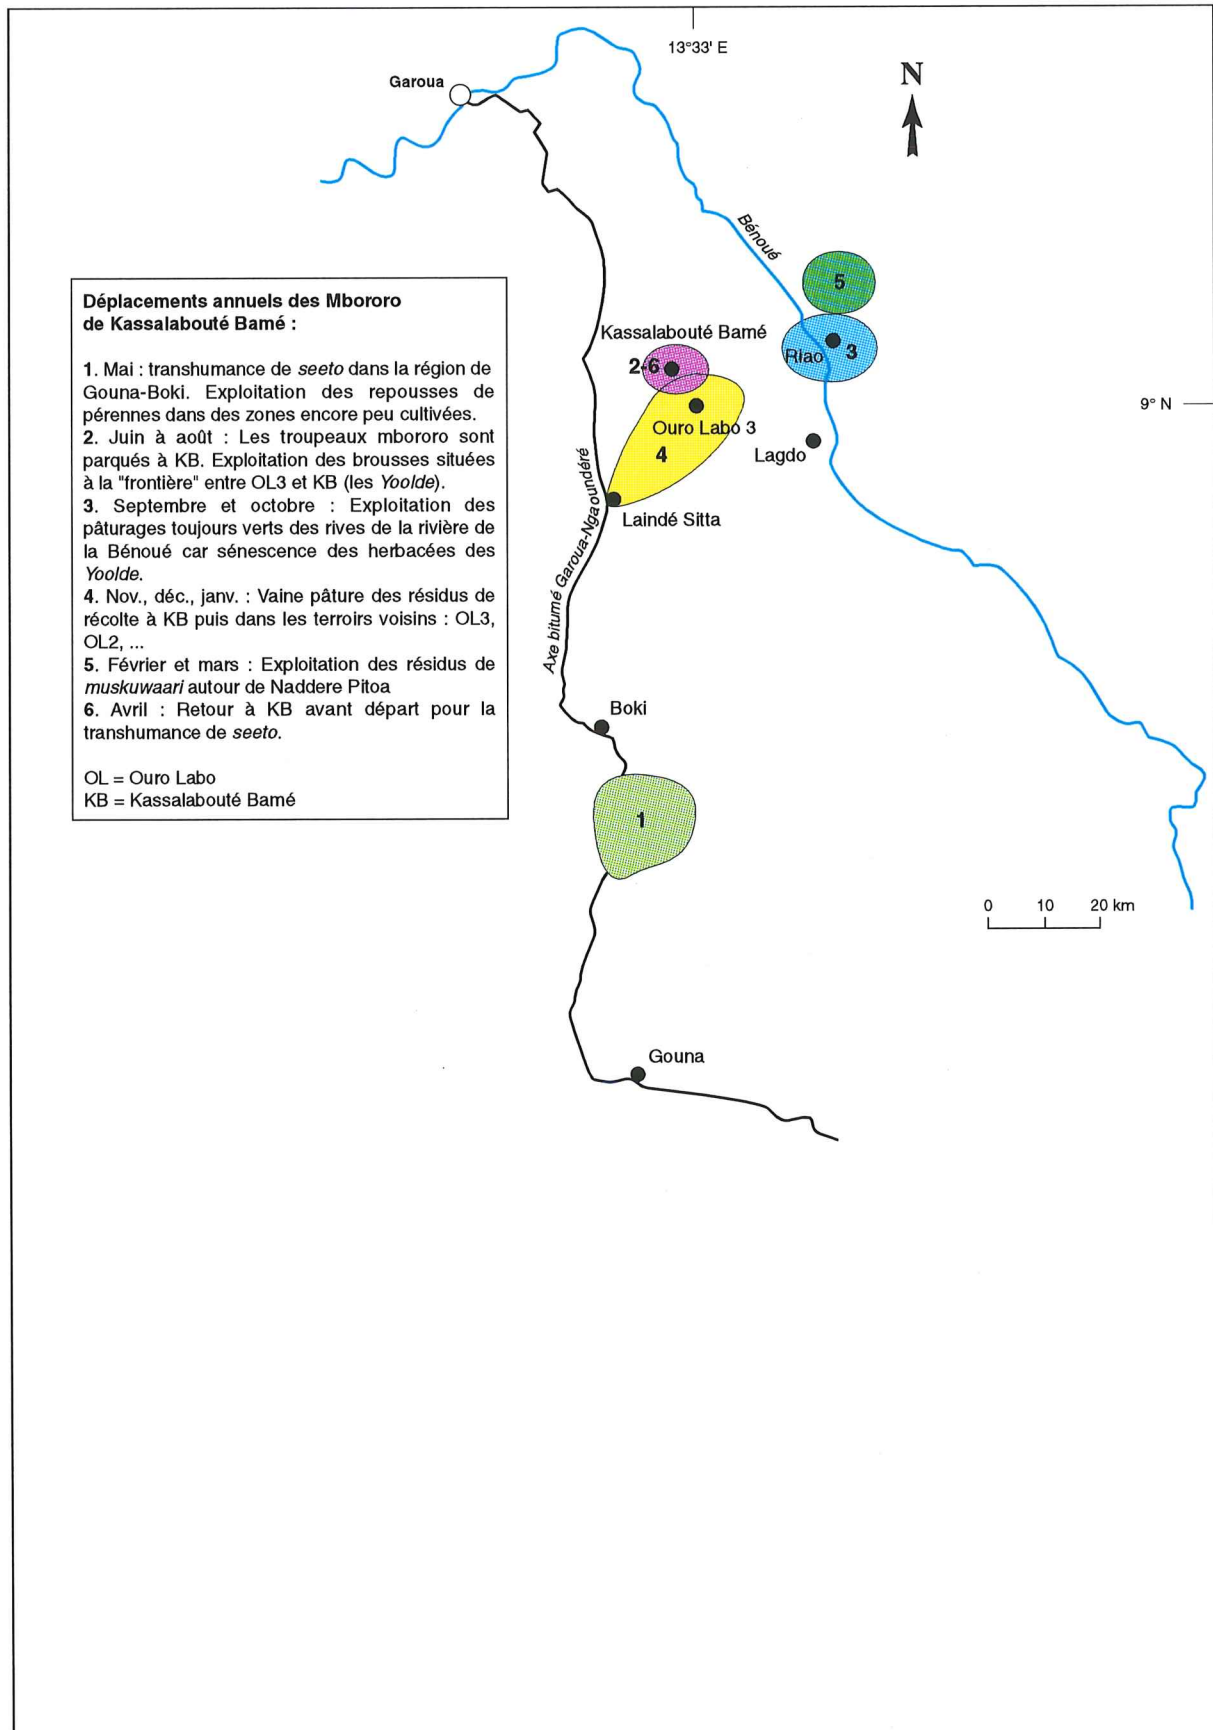 13°33' E
Garoua
N
Bénoué
5
Déplacements annuels des Mbororo
de Kassalabouté Bamé :
1. Mai : transhumance de seeto dans la région de
Gouna-Boki. Exploitation des repousses de
pérennes dans des zones encore peu cultivées.
2. Juin à août : Les troupeaux mbororo sont
parqués à KB. Exploitation des brousses situées
à la "frontière" entre OL3 et KB (les Yoolde).
3. Septembre et octobre : Exploitation des
pâturages toujours verts des rives de la rivière de
la Bénoué car sénescence des herbacées des
Yoolde.
4. Nov., déc., janv. : Vaine pâture des résidus de
récolte à KB puis dans les terroirs voisins : OL3,
OL2, ...
5. Février et mars : Exploitation des résidus de
muskuwaari autour de Naddere Pitoa
6. Avril : Retour à KB avant départ pour la
transhumance de seeto.
OL = Ouro Labo
KB = Kassalabouté Bamé
Kassalabouté Bamé
2-6
Riao
3
9° N
Ouro Labo 3
4
Lagdo
Laindé Sitta
Axe bitumé Garoua-Ngaoundéré
Boki
1
0 10 20 km
Gouna